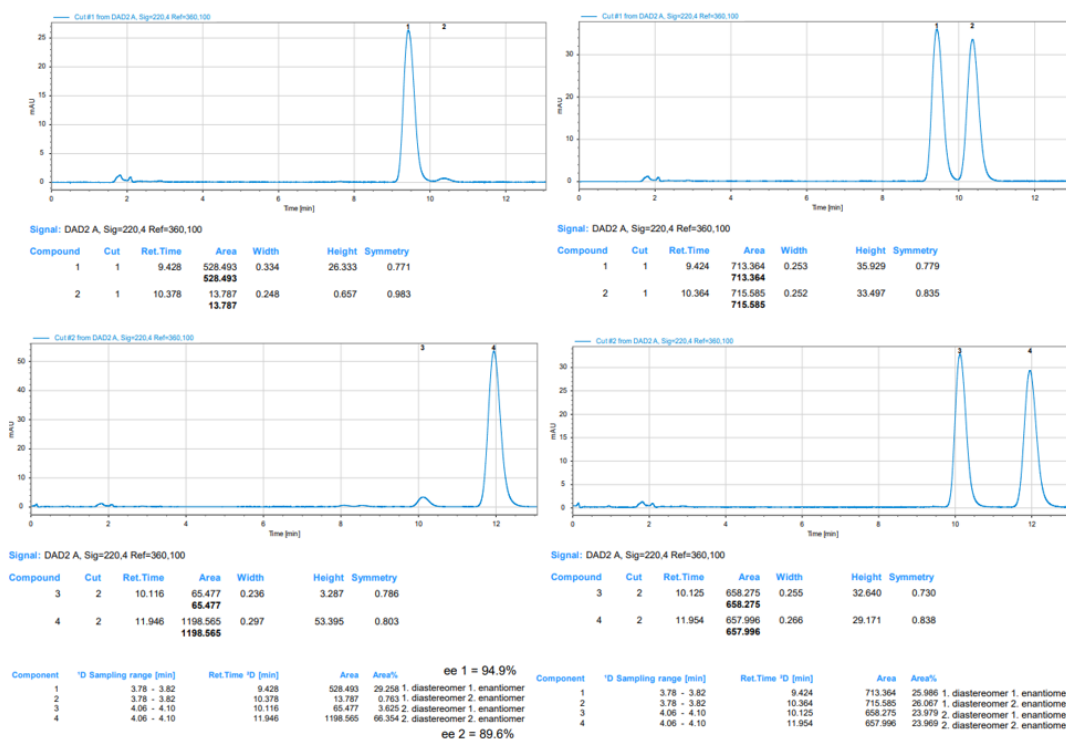 Cut#1 from DAD2 A, Sig=220,4 Ref=360,100
1 2
25
20
15
10
5
0
mAU
0 2 4 6 8 10 12
Time [min]
Signal: DAD2 A, Sig=220,4 Ref=360,100
Compound Cut Ret.Time Area Width Height Symmetry
1 1 9.428 528.493 0.334 26.333 0.771
528.493
2 1 10.378 13.787 0.248 0.657 0.983
13.787
Cut#1 from DAD2 A, Sig=220,4 Ref=360,100
1 2
30
20
10
0
mAU
0 2 4 6 8 10 12
Time [min]
Signal: DAD2 A, Sig=220,4 Ref=360,100
Compound Cut Ret.Time Area Width Height Symmetry
1 1 9.424 713.364 0.253 35.929 0.779
713.364
2 1 10.364 715.585 0.252 33.497 0.835
715.585
Cut#2 from DAD2 A, Sig=220,4 Ref=360,100
3 4
50
40
30
20
10
0
mAU
0 2 4 6 8 10 12
Time [min]
Signal: DAD2 A, Sig=220,4 Ref=360,100
Compound Cut Ret.Time Area Width Height Symmetry
3 2 10.116 65.477 0.236 3.287 0.786
65.477
4 2 11.946 1198.565 0.297 53.395 0.803
1198.565
Cut#2 from DAD2 A, Sig=220,4 Ref=360,100
3 4
30
25
20
15
10
5
0
mAU
0 2 4 6 8 10 12
Time [min]
Signal: DAD2 A, Sig=220,4 Ref=360,100
Compound Cut Ret.Time Area Width Height Symmetry
3 2 10.125 658.275 0.255 32.640 0.730
658.275
4 2 11.954 657.996 0.266 29.171 0.838
657.996
ee 1 = 94.9%
Component ¹D Sampling range [min] Ret.Time ²D [min] Area Area%
1 3.78 - 3.82 9.428 528.493 29.258 1. diastereomer 1. enantiomer
2 3.78 - 3.82 10.378 13.787 0.763 1. diastereomer 2. enantiomer
3 4.06 - 4.10 10.116 65.477 3.625 2. diastereomer 1. enantiomer
4 4.06 - 4.10 11.946 1198.565 66.354 2. diastereomer 2. enantiomer
ee 2 = 89.6%
Component ¹D Sampling range [min] Ret.Time ²D [min] Area Area%
1 3.78 - 3.82 9.424 713.364 25.986 1. diastereomer 1. enantiomer
2 3.78 - 3.82 10.364 715.585 26.067 1. diastereomer 2. enantiomer
3 4.06 - 4.10 10.125 658.275 23.979 2. diastereomer 1. enantiomer
4 4.06 - 4.10 11.954 657.996 23.969 2. diastereomer 2. enantiomer